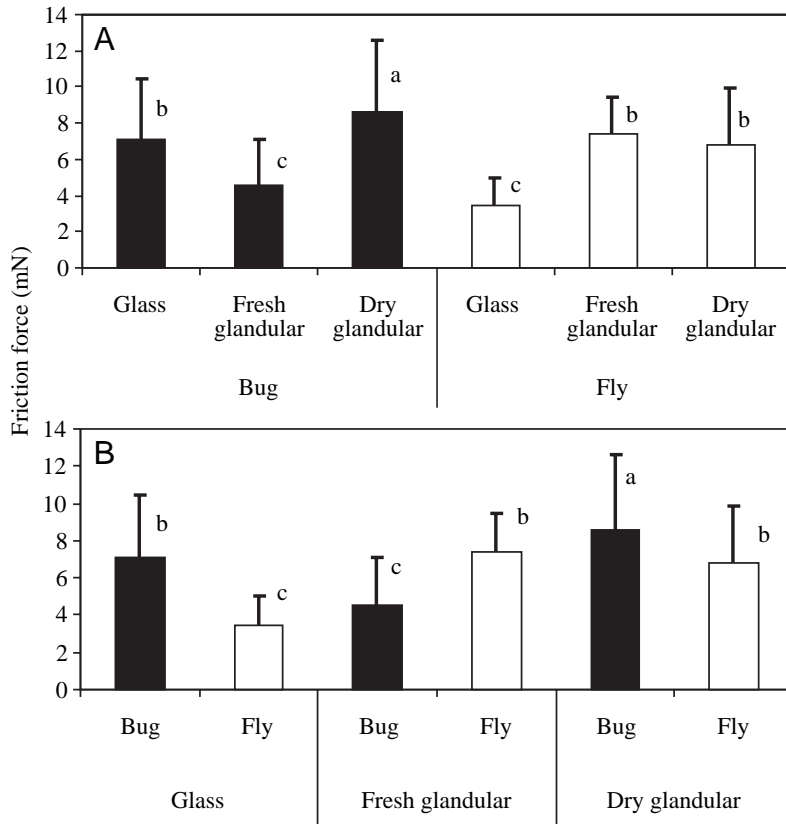 Friction force (mN)
A
14
12
10
8
6
4
2
0
b
c
a
c
b
b
Glass
Fresh
glandular
Dry
glandular
Glass
Fresh
glandular
Dry
glandular
Bug
Fly
B
14
12
10
8
6
4
2
0
b
c
c
b
a
b
Bug
Fly
Bug
Fly
Bug
Fly
Glass
Fresh glandular
Dry glandular